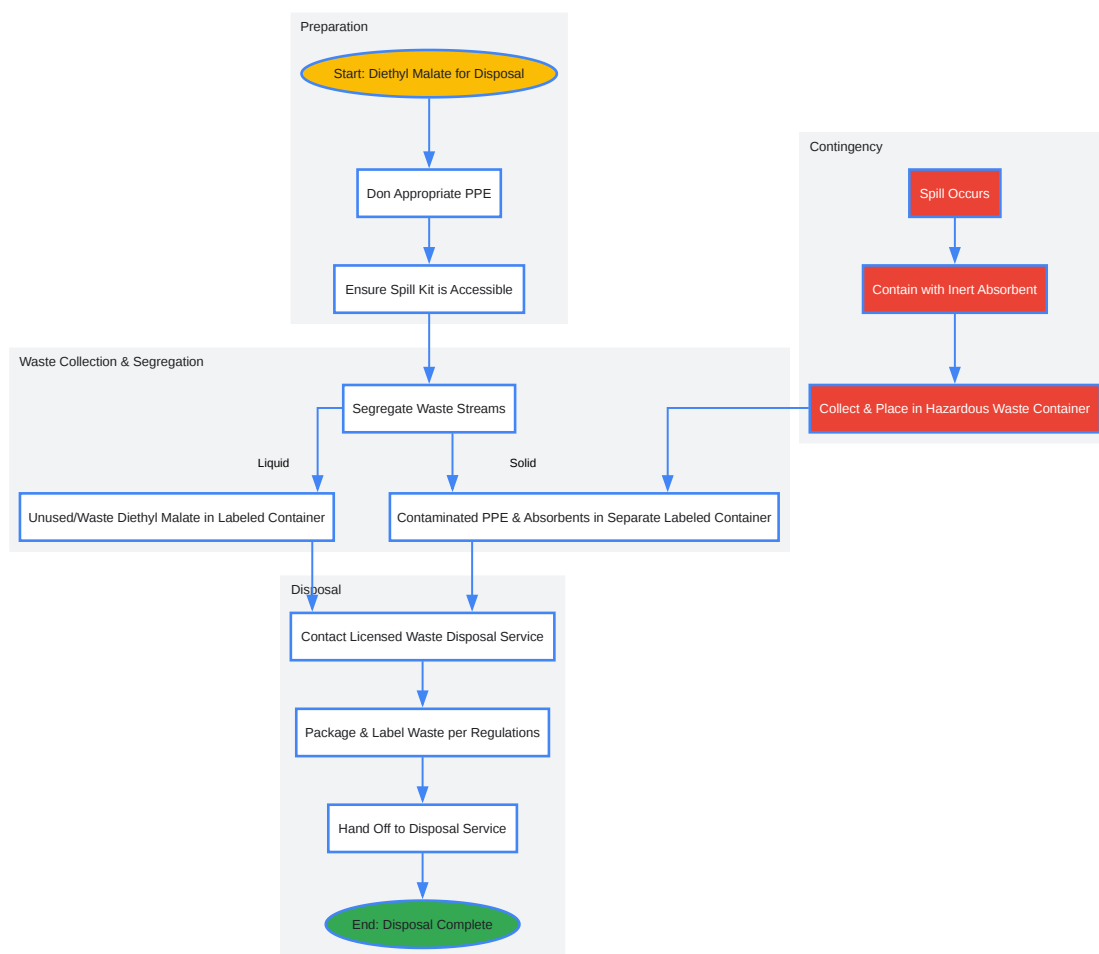 Preparation
Start: Diethyl Malate for Disposal
Don Appropriate PPE
Ensure Spill Kit is Accessible
Contingency
Spill Occurs
Contain with Inert Absorbent
Collect & Place in Hazardous Waste Container
Waste Collection & Segregation
Segregate Waste Streams
Liquid
Solid
Unused/Waste Diethyl Malate in Labeled Container
Contaminated PPE & Absorbents in Separate Labeled Container
Disposal
Contact Licensed Waste Disposal Service
Package & Label Waste per Regulations
Hand Off to Disposal Service
End: Disposal Complete